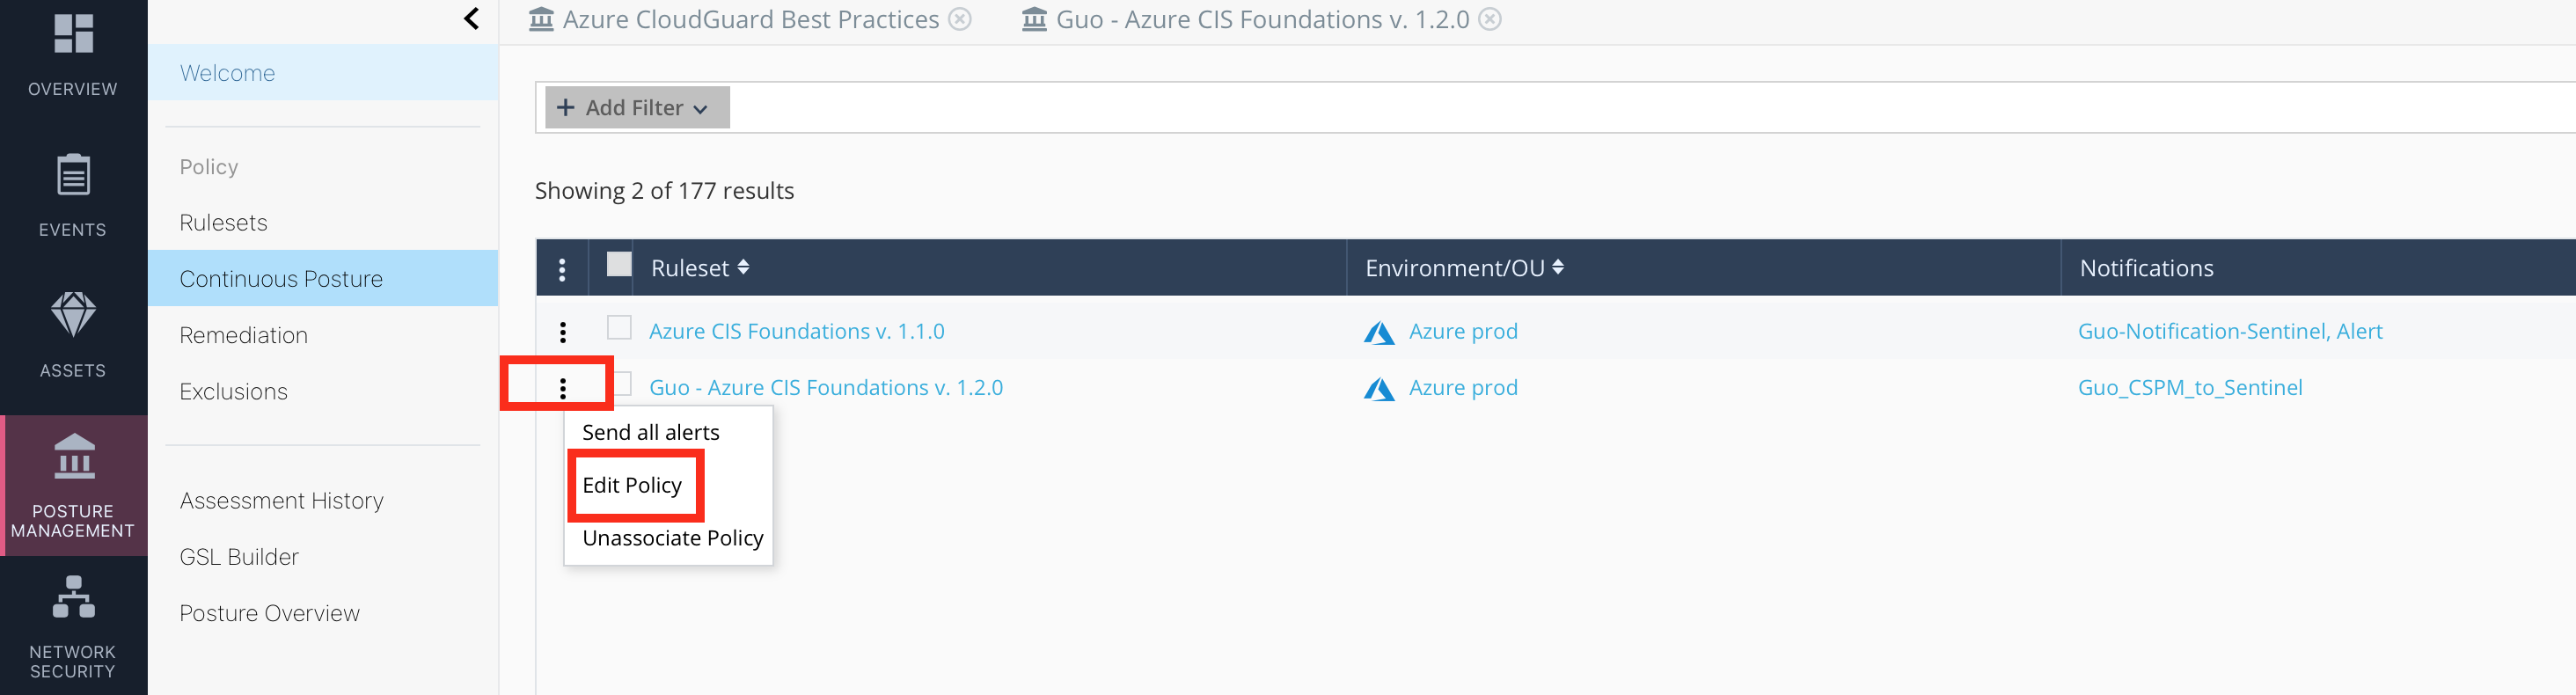 OVERVIEW
EVENTS
ASSETS
POSTURE
MANAGEMENT
NETWORK
SECURITY
Welcome
Policy
Rulesets
Continuous Posture
Remediation
Exclusions
Assessment History
GSL Builder
Posture Overview
Azure CloudGuard Best Practices Guo - Azure CIS Foundations v. 1.2.0
+ Add Filter
Showing 2 of 177 results
Ruleset Environment/OU Notifications
Azure CIS Foundations v. 1.1.0 Azure prod Guo-Notification-Sentinel, Alert
Guo - Azure CIS Foundations v. 1.2.0 Azure prod Guo_CSPM_to_Sentinel
Send all alerts
Edit Policy
Unassociate Policy